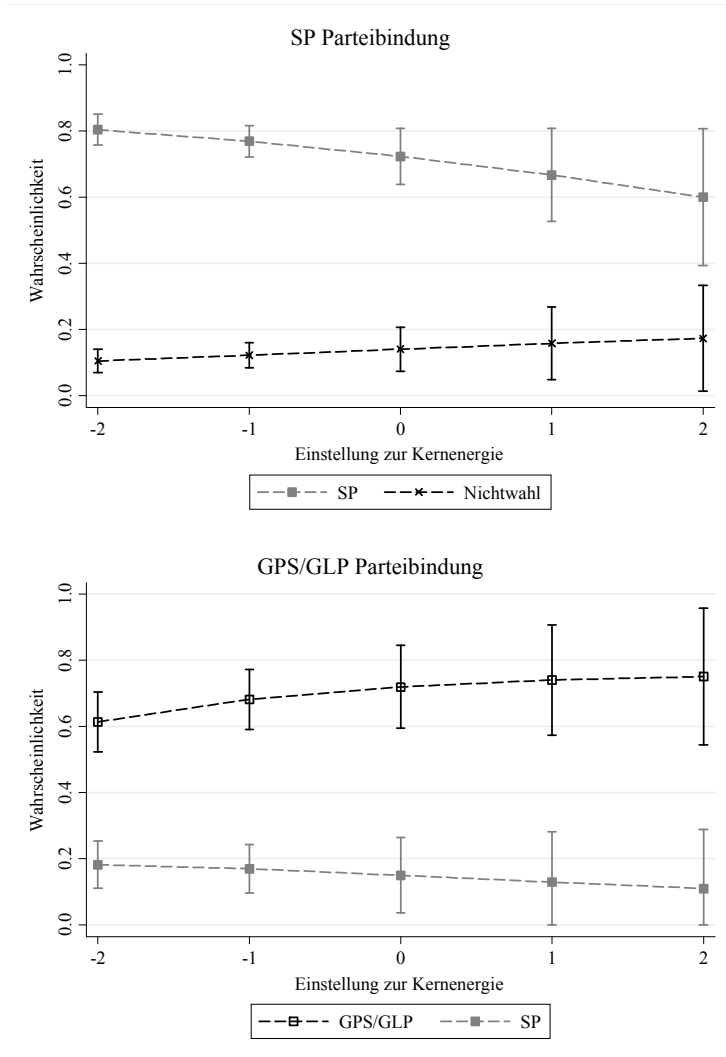 SP Parteibindung
Wahrscheinlichkeit
1.0
0.8
0.6
0.4
0.2
0.0
-2 -1 0 1 2
Einstellung zur Kernenergie
SP Nichtwahl
GPS/GLP Parteibindung
Wahrscheinlichkeit
1.0
0.8
0.6
0.4
0.2
0.0
-2 -1 0 1 2
Einstellung zur Kernenergie
GPS/GLP SP